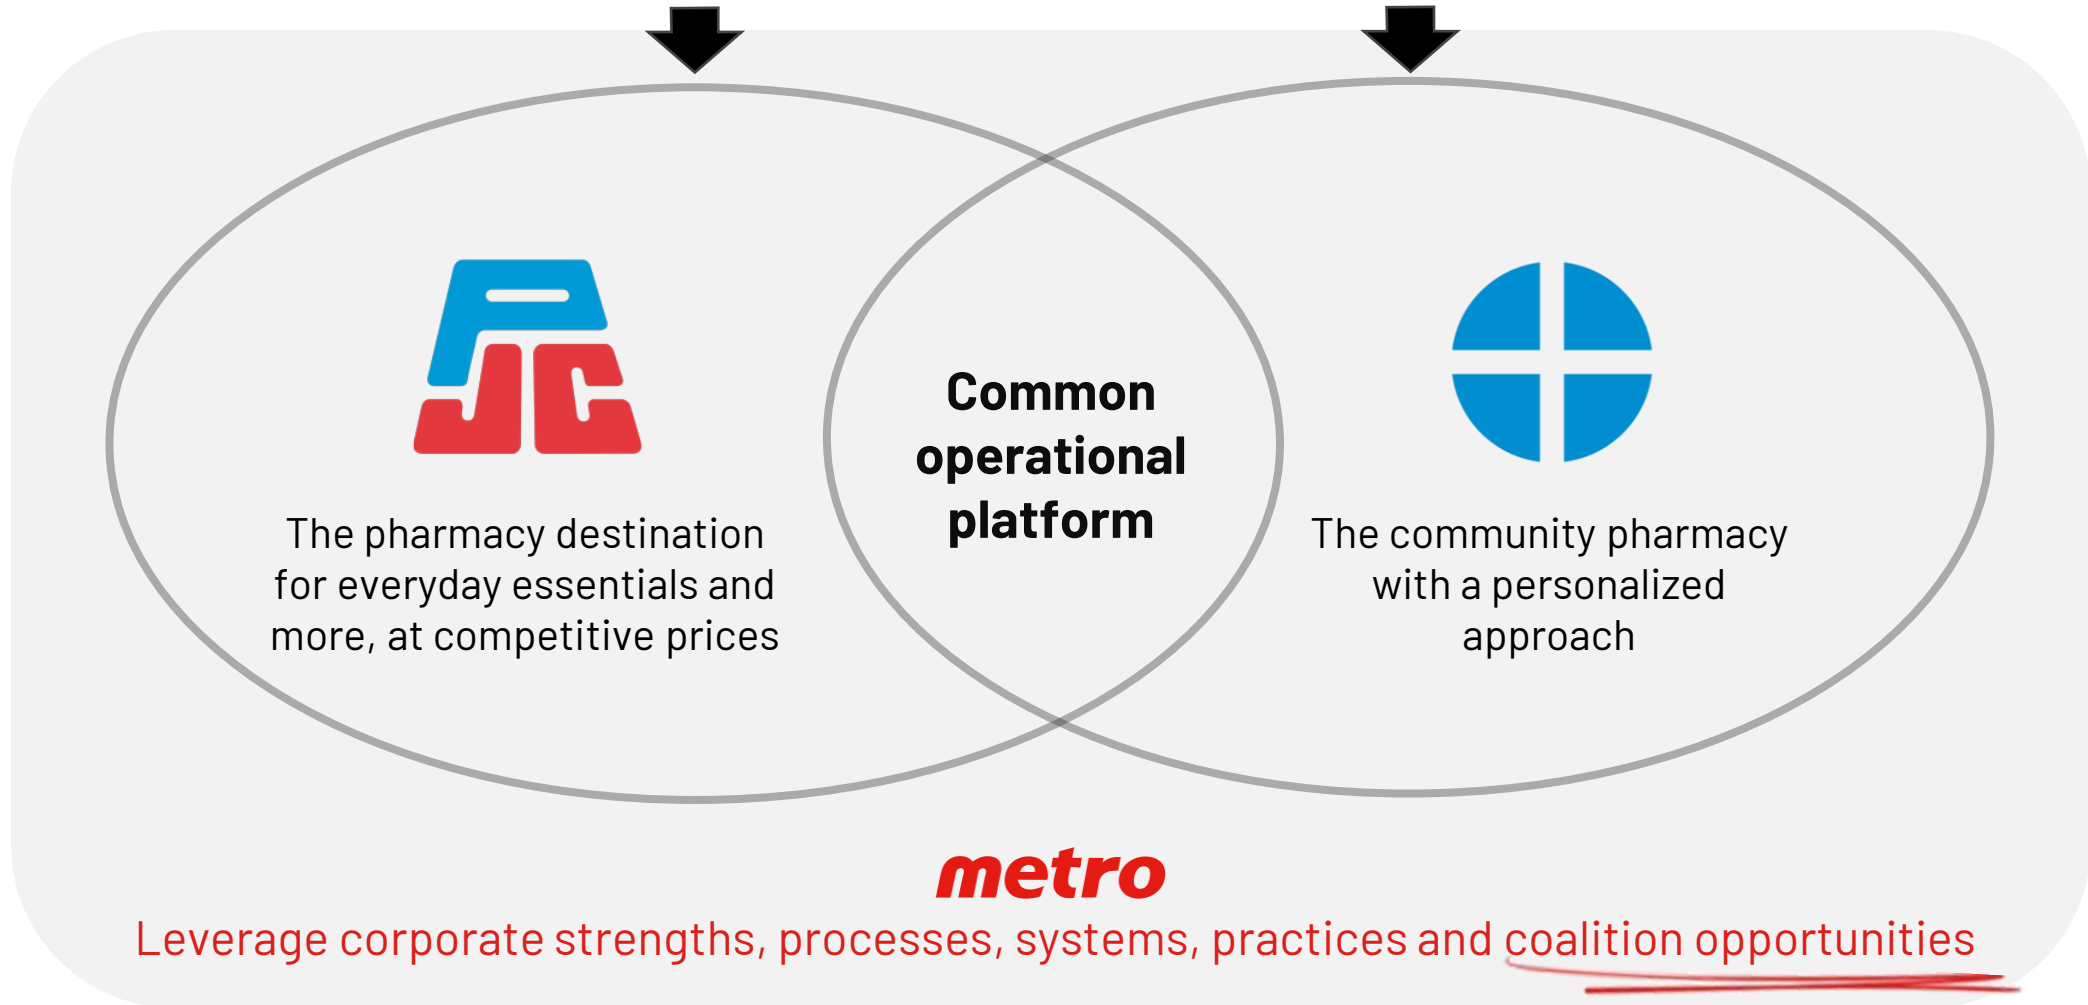 PJC
The pharmacy destination
for everyday essentials and
more, at competitive prices
Common
operational
platform
The community pharmacy
with a personalized
approach
metro
Leverage corporate strengths, processes, systems, practices and coalition opportunities